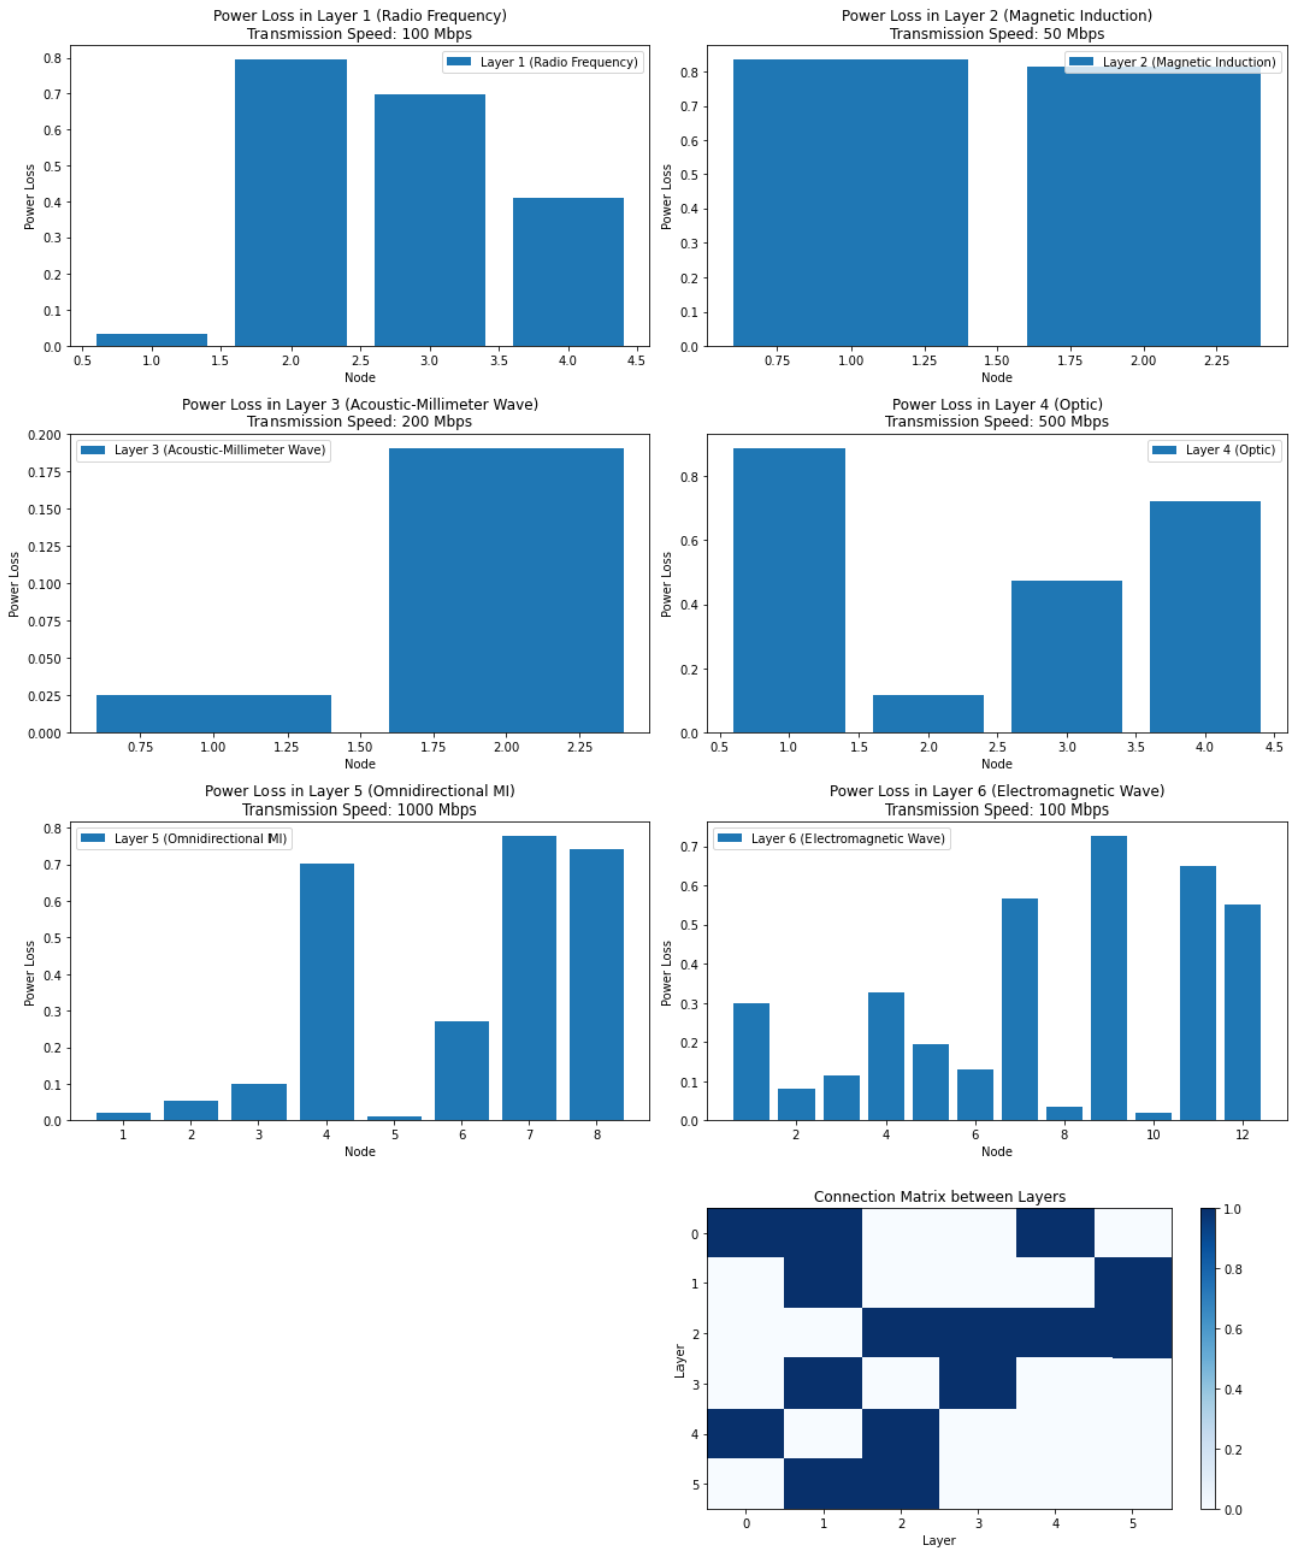 Power Loss in Layer 1 (Radio Frequency)
Transmission Speed: 100 Mbps
Layer 1 (Radio Frequency)
Power Loss
0.8
0.7
0.6
0.5
0.4
0.3
0.2
0.1
0.0
0.5 1.0 1.5 2.0 2.5 3.0 3.5 4.0 4.5
Node
Power Loss in Layer 2 (Magnetic Induction)
Transmission Speed: 50 Mbps
Layer 2 (Magnetic Induction)
Power Loss
0.8
0.7
0.6
0.5
0.4
0.3
0.2
0.1
0.0
0.75 1.00 1.25 1.50 1.75 2.00 2.25
Node
Power Loss in Layer 3 (Acoustic-Millimeter Wave)
Transmission Speed: 200 Mbps
Layer 3 (Acoustic-Millimeter Wave)
Power Loss
0.200
0.175
0.150
0.125
0.100
0.075
0.050
0.025
0.000
0.75 1.00 1.25 1.50 1.75 2.00 2.25
Node
Power Loss in Layer 4 (Optic)
Transmission Speed: 500 Mbps
Layer 4 (Optic)
Power Loss
0.8
0.6
0.4
0.2
0.0
0.5 1.0 1.5 2.0 2.5 3.0 3.5 4.0 4.5
Node
Power Loss in Layer 5 (Omnidirectional MI)
Transmission Speed: 1000 Mbps
Layer 5 (Omnidirectional MI)
Power Loss
0.8
0.7
0.6
0.5
0.4
0.3
0.2
0.1
0.0
1 2 3 4 5 6 7 8
Node
Power Loss in Layer 6 (Electromagnetic Wave)
Transmission Speed: 100 Mbps
Layer 6 (Electromagnetic Wave)
Power Loss
0.7
0.6
0.5
0.4
0.3
0.2
0.1
0.0
2 4 6 8 10 12
Node
Connection Matrix between Layers
Layer
0
1
2
3
4
5
0 1 2 3 4 5
Layer
1.0
0.8
0.6
0.4
0.2
0.0